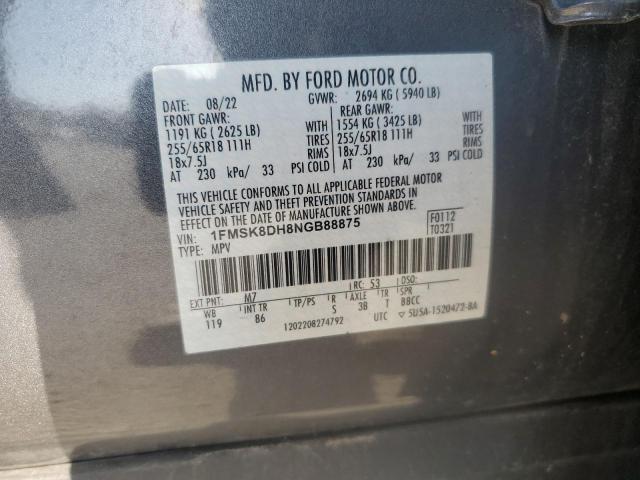 MFD. BY FORD MOTOR CO.
DATE: 08/22 GVWR: 2694 KG ( 5940 LB)
FRONT GAWR: REAR GAWR:
1191 KG ( 2625 LB) WITH 1554 KG ( 3425 LB) WITH
255/65R18 111H TIRES 255/65R18 111H TIRES
18x7.5J RIMS 18x7.5J RIMS
AT 230 kPa/ 33 PSI COLD AT 230 kPa/ 33 PSI COLD
THIS VEHICLE CONFORMS TO ALL APPLICABLE FEDERAL MOTOR
VEHICLE SAFETY AND THEFT PREVENTION STANDARDS IN
EFFECT ON THE DATE OF MANUFACTURE SHOWN ABOVE.
VIN: 1FMSK8DH8NGB88875 F0112
TYPE: MPV T0321
EXT PNT: M7 RC: 53 DSO:
WB INT TR TP/PS R AXLE TR SPR
119 86 S 3B T BBCC
1202208274792 UTC ▽ 5U5A-1520472-BA